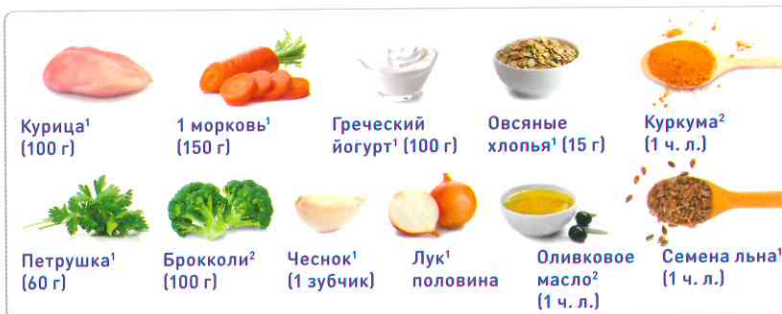 Курица¹
(100 г)
1 морковь¹
(150 г)
Греческий
йогурт¹ (100 г)
Овсяные
хлопья¹ (15 г)
Куркума²
(1 ч. л.)
Петрушка¹
(60 г)
Брокколи²
(100 г)
Чеснок¹
(1 зубчик)
Лук¹
половина
Оливковое
масло²
(1 ч. л.)
Семена льна¹
(1 ч. л.)